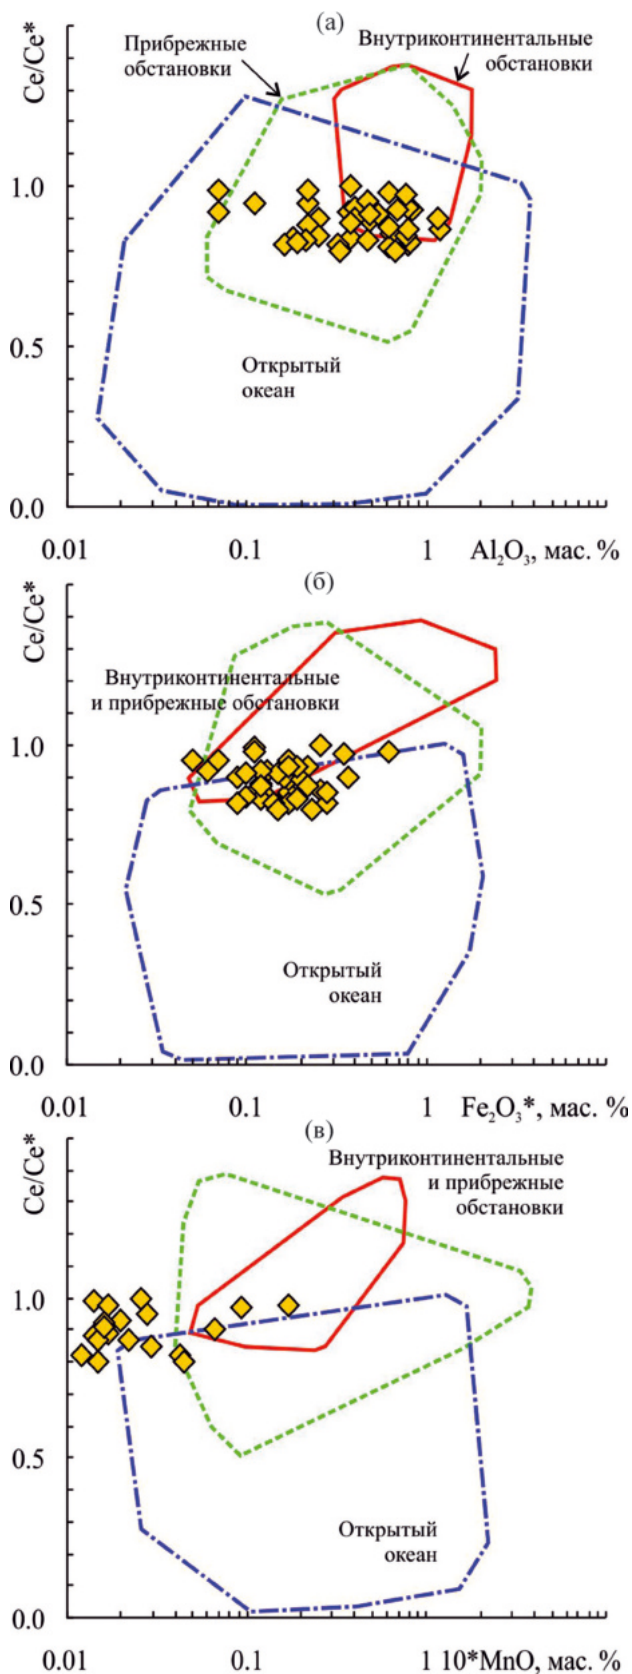 (а)
Ce/Ce*
Прибрежные
обстановки
Внутриконтинентальные
обстановки
1.0
0.5
Открытый
океан
0.0
0.01
0.1
1
Al₂O₃, мас. %
(б)
Ce/Ce*
Внутриконтинентальные
и прибрежные обстановки
1.0
0.5
Открытый
океан
0.0
0.01
0.1
1
Fe₂O₃*, мас. %
(в)
Ce/Ce*
Внутриконтинентальные
и прибрежные
обстановки
1.0
0.5
Открытый
океан
0.0
0.01
0.1
1
10*MnO, мас. %